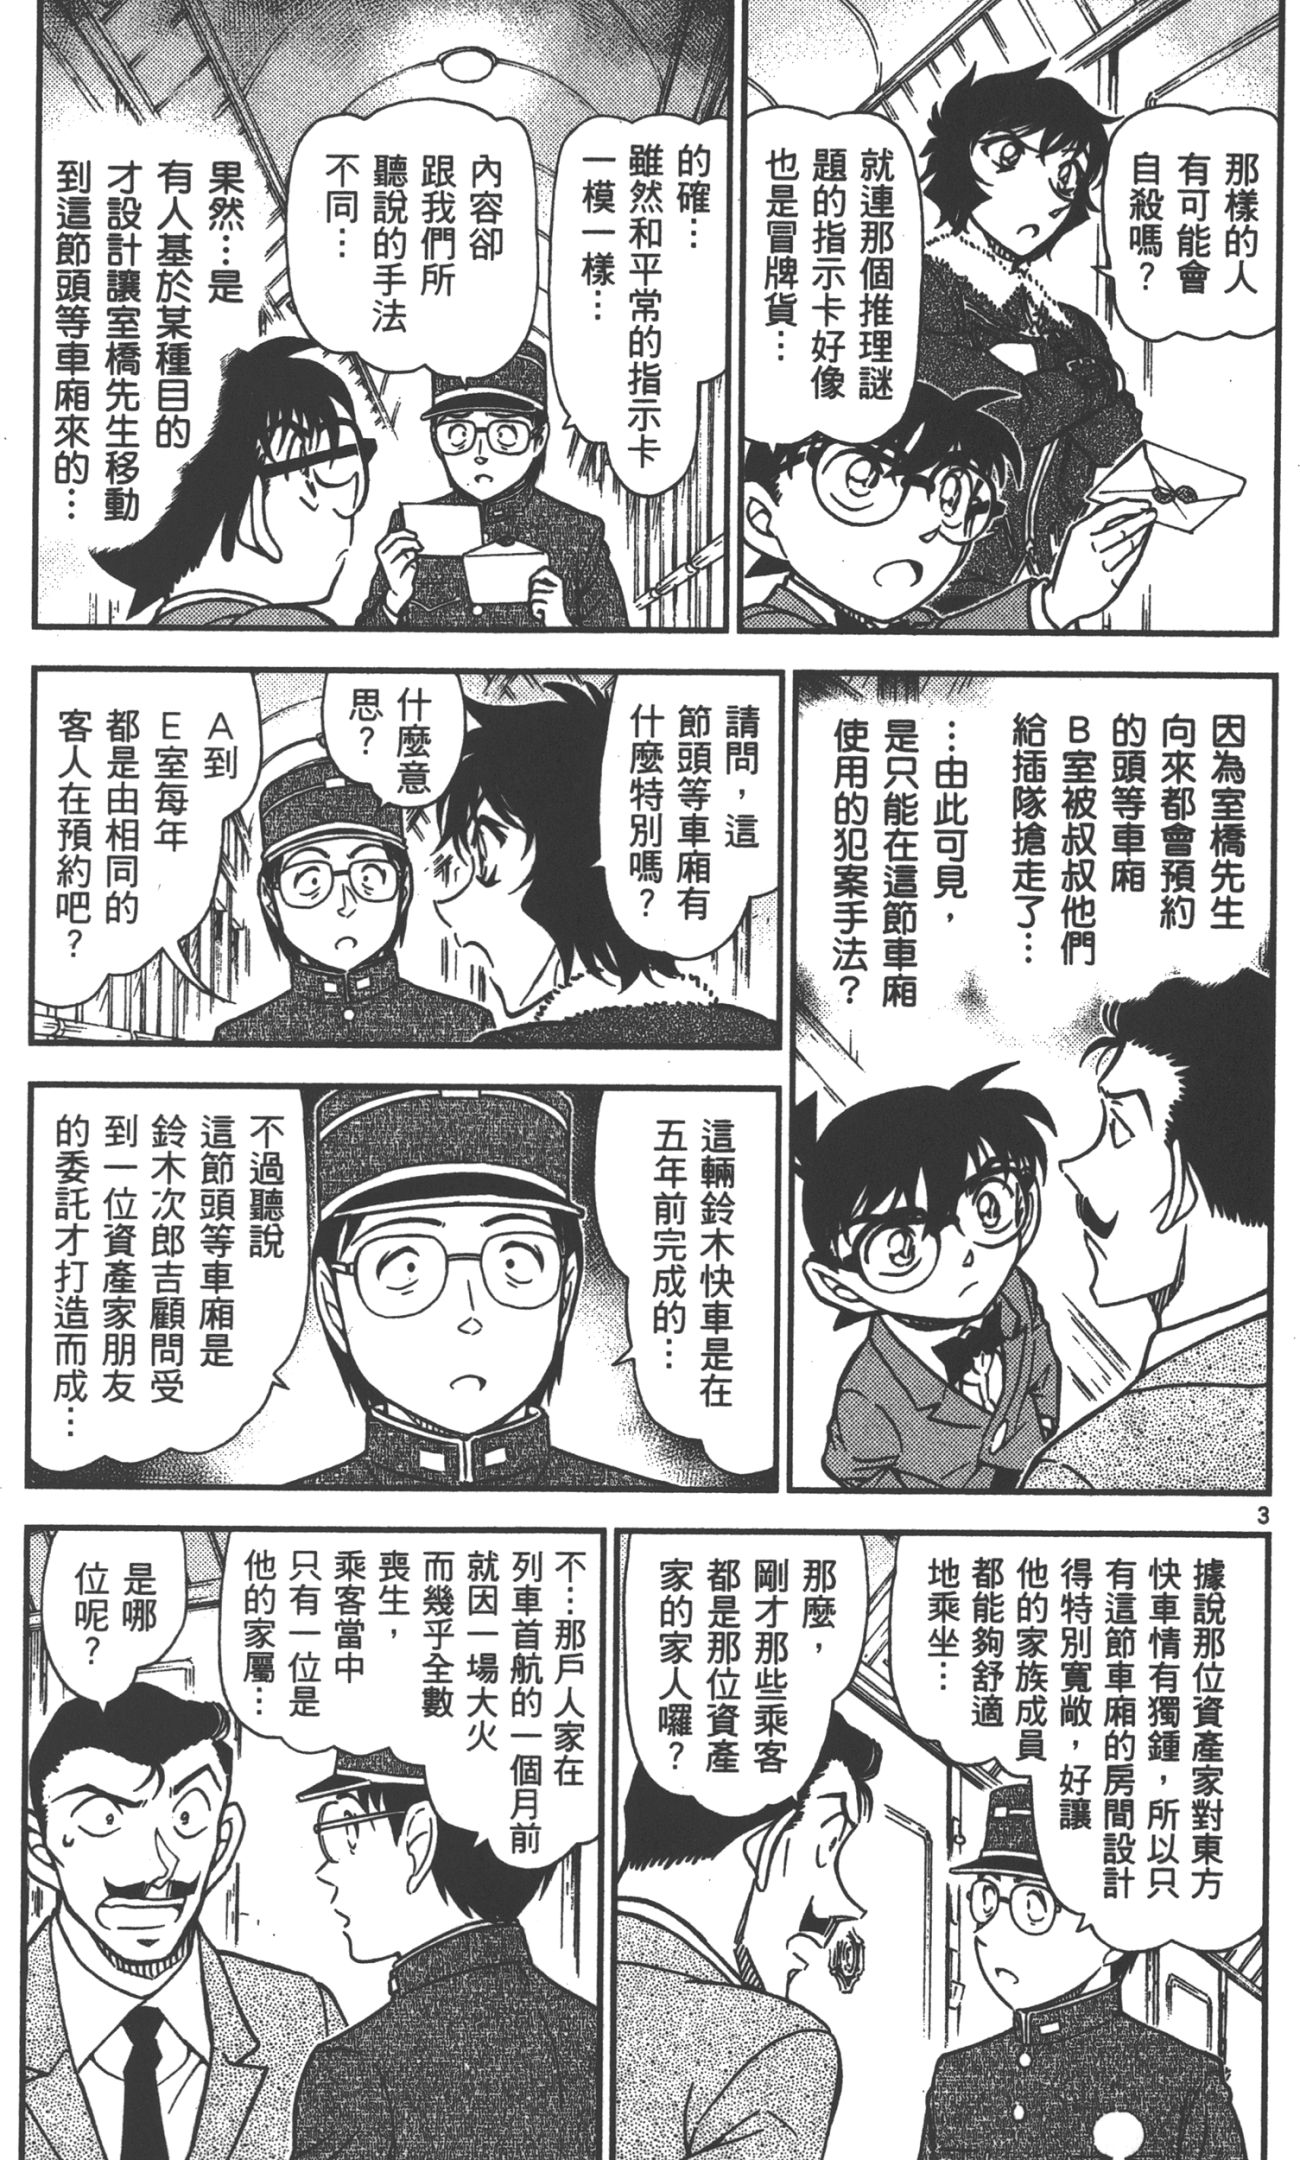 那樣的人
有可能會
自殺嗎？
就連那個推理謎
題的指示卡好像
也是冒牌貨…
的確…
雖然和平常的指示卡
一模一樣…
內容卻
跟我們所
聽說的手法
不同…
果然…是
有人基於某種目的
才設計讓室橋先生移動
到這節頭等車廂來的…
因為室橋先生
向來都會預約
的頭等車廂
B室被叔叔他們
給插隊搶走了…
…由此可見，
是只能在這節車廂
使用的犯案手法？
請問，這
節頭等車廂有
什麼特別嗎？
什麼意
思？
A到
E室每年
都是由相同的
客人在預約吧？
這輛鈴木快車是在
五年前完成的…
不過聽說
這節頭等車廂是
鈴木次郎吉顧問受
到一位資產家朋友
的委託才打造而成…
3
據說那位資產家對東方
快車情有獨鍾，所以只
有這節車廂的房間設計
得特別寬敞，好讓
他的家族成員
都能夠舒適
地乘坐…
那麼，
剛才那些乘客
都是那位資產
家的家人囉？
不…那戶人家在
列車首航的一個月前
就因一場大火
而幾乎全數
喪生，
乘客當中
只有一位是
他的家屬…
是哪
位呢？